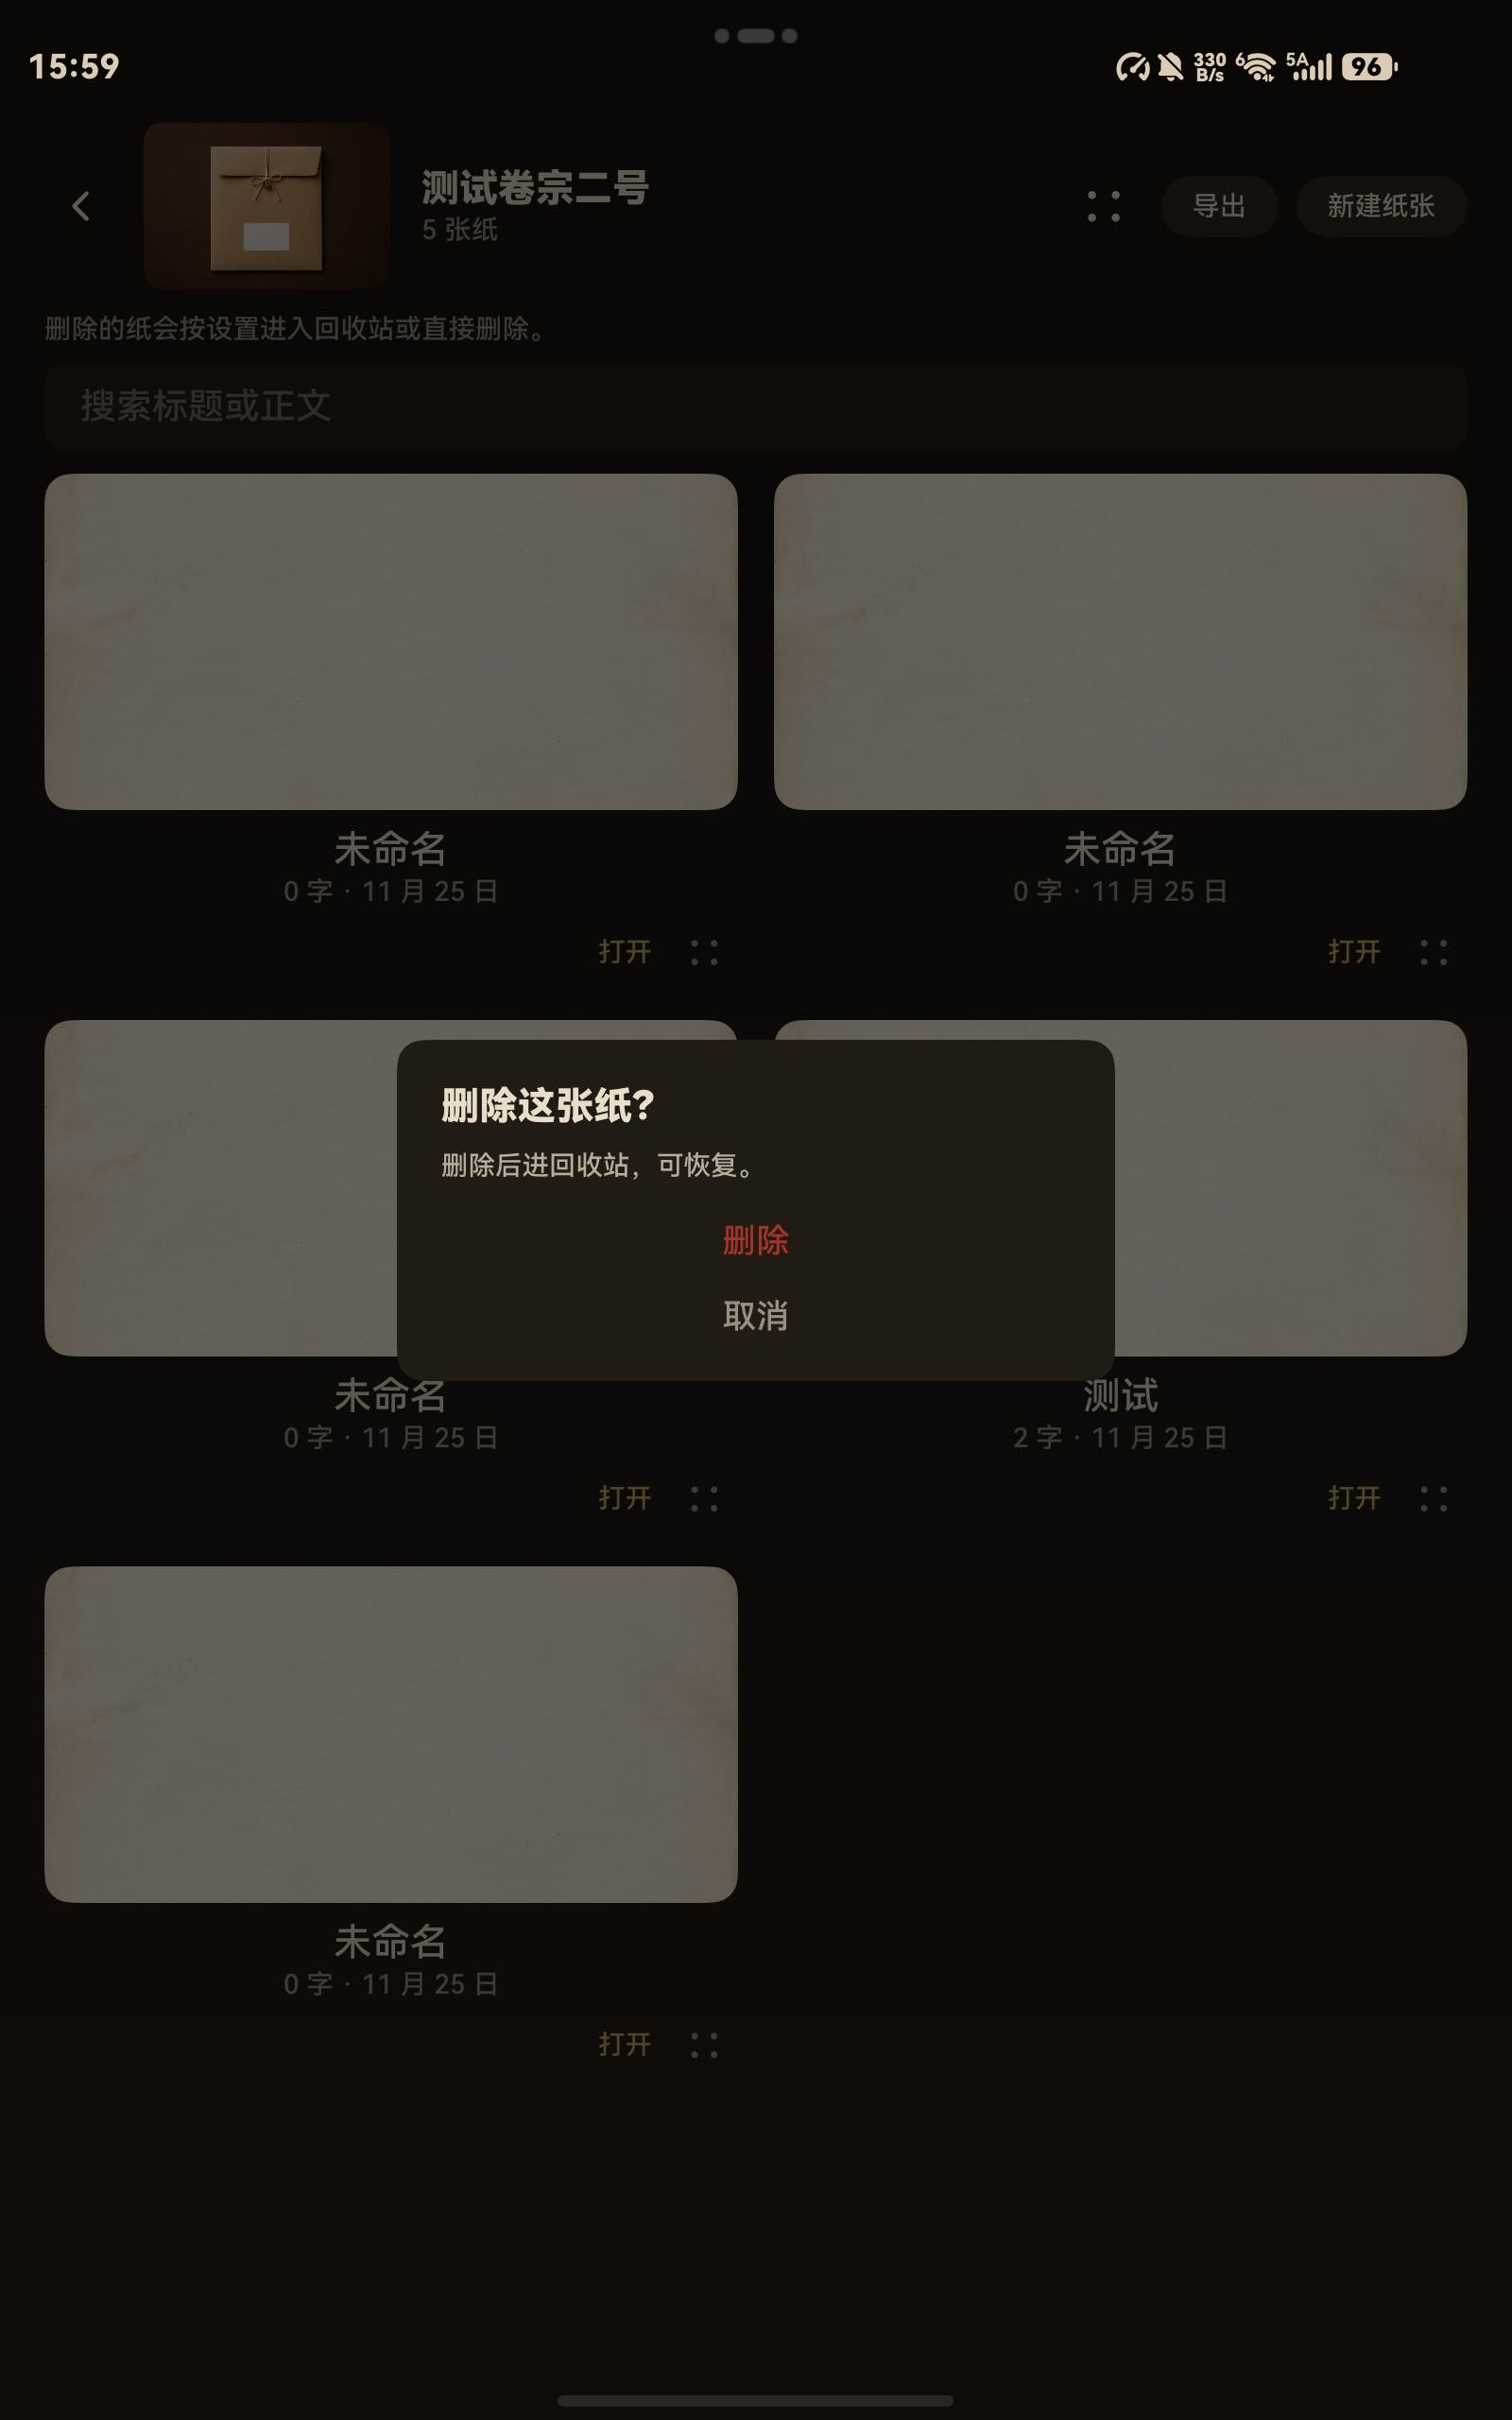 15:59
330 B/s
6
5A
96
测试卷宗二号
5 张纸
导出
新建纸张
删除的纸会按设置进入回收站或直接删除。
搜索标题或正文
未命名
0 字 · 11 月 25 日
打开
未命名
0 字 · 11 月 25 日
打开
删除这张纸?
删除后进回收站，可恢复。
删除
取消
未命名
0 字 · 11 月 25 日
打开
测试
2 字 · 11 月 25 日
打开
未命名
0 字 · 11 月 25 日
打开